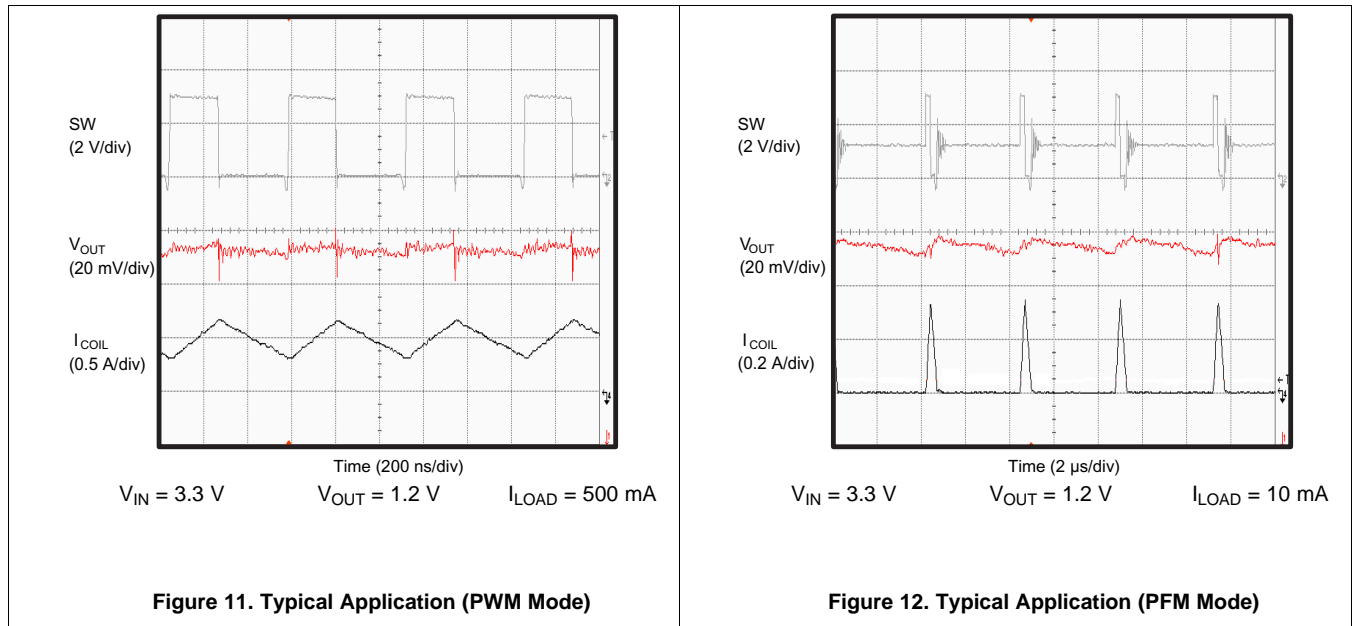 SW
(2 V/div)
VOUT
(20 mV/div)
ICOIL
(0.5 A/div)
Time (200 ns/div)
VIN = 3.3 V VOUT = 1.2 V ILOAD = 500 mA
Figure 11. Typical Application (PWM Mode)
SW
(2 V/div)
VOUT
(20 mV/div)
ICOIL
(0.2 A/div)
Time (2 µs/div)
VIN = 3.3 V VOUT = 1.2 V ILOAD = 10 mA
Figure 12. Typical Application (PFM Mode)